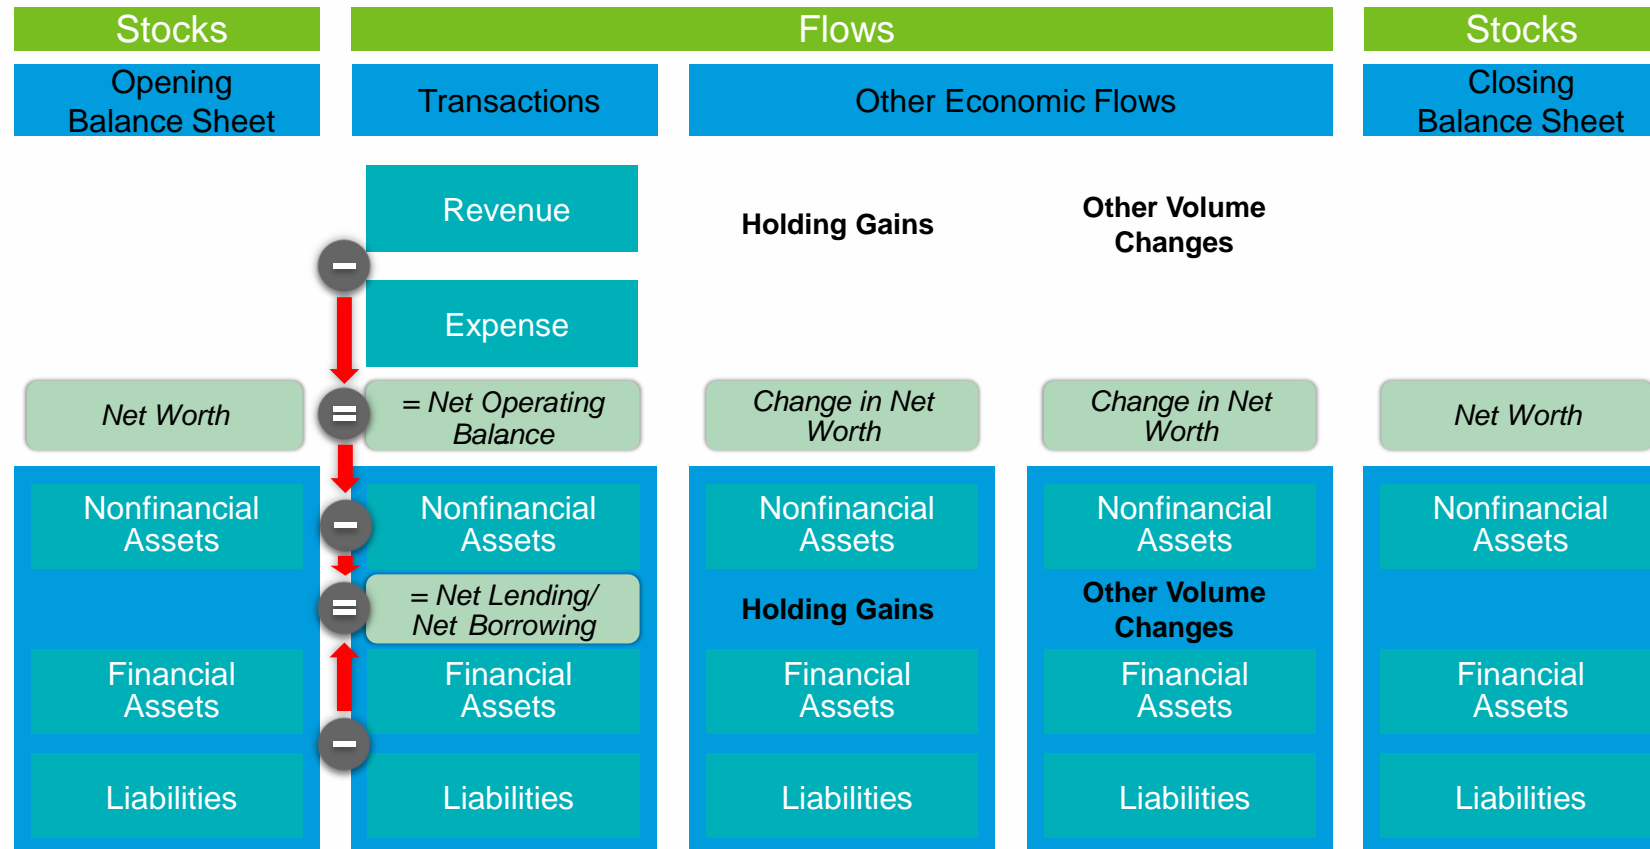 Stocks
Flows
Stocks
Opening
Balance Sheet
Transactions
Other Economic Flows
Closing
Balance Sheet
Revenue
Holding Gains
Other Volume
Changes
Expense
Net Worth
= Net Operating
Balance
Change in Net
Worth
Change in Net
Worth
Net Worth
Nonfinancial
Assets
Nonfinancial
Assets
Nonfinancial
Assets
Nonfinancial
Assets
Nonfinancial
Assets
= Net Lending/
Net Borrowing
Holding Gains
Other Volume
Changes
Financial
Assets
Financial
Assets
Financial
Assets
Financial
Assets
Financial
Assets
Liabilities
Liabilities
Liabilities
Liabilities
Liabilities